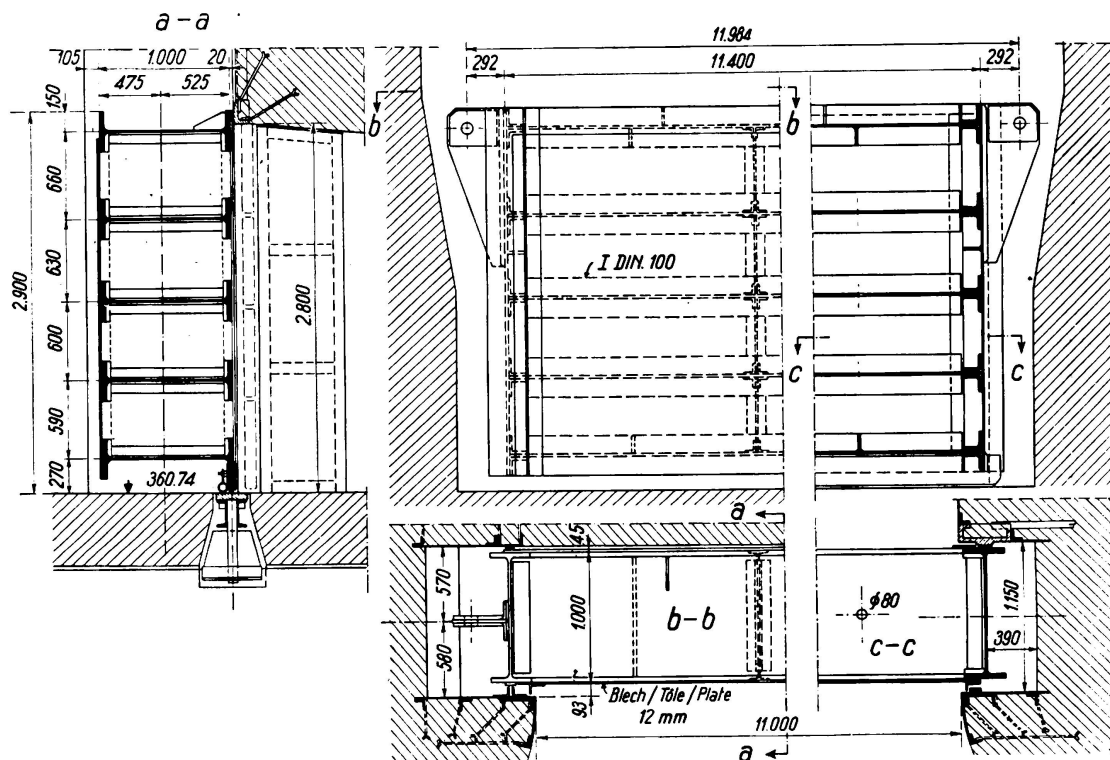 a-a
105
1.000
20
475
525
150
660
630
600
590
270
2.900
2.800
360.74
11.984
292
11.400
292
b
b
I DIN. 100
c
c
a
45
570
1.000
580
93
b-b
φ80
c-c
1.150
390
Blech / Tôle / Plate
12 mm
11.000
a